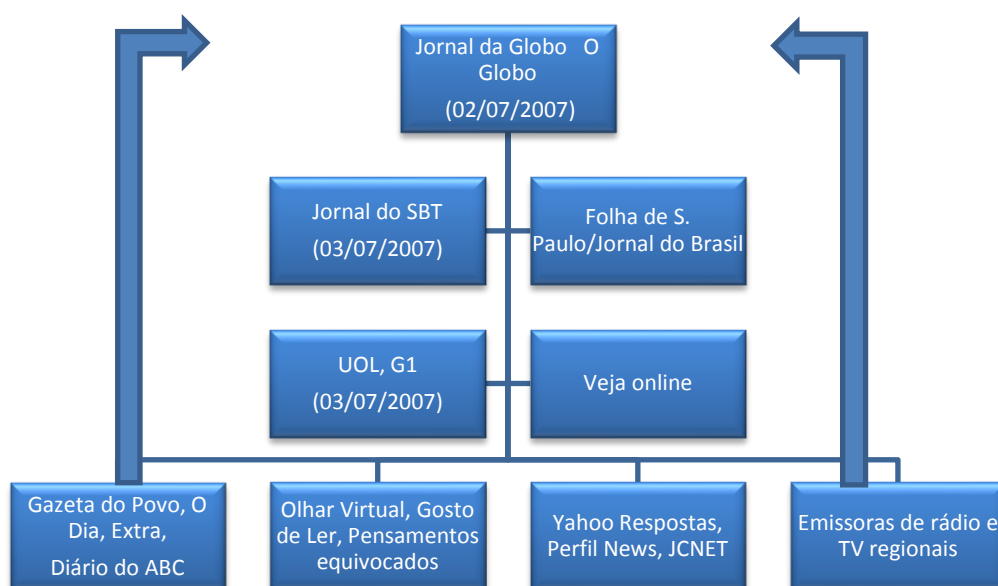 Jornal da Globo O
Globo
(02/07/2007)
Jornal do SBT
(03/07/2007)
Folha de S.
Paulo/Jornal do Brasil
UOL, G1
(03/07/2007)
Veja online
Gazeta do Povo, O
Dia, Extra,
Diário do ABC
Olhar Virtual, Gosto
de Ler, Pensamentos
equivocados
Yahoo Respostas,
Perfil News, JCNET
Emissoras de rádio e
TV regionais